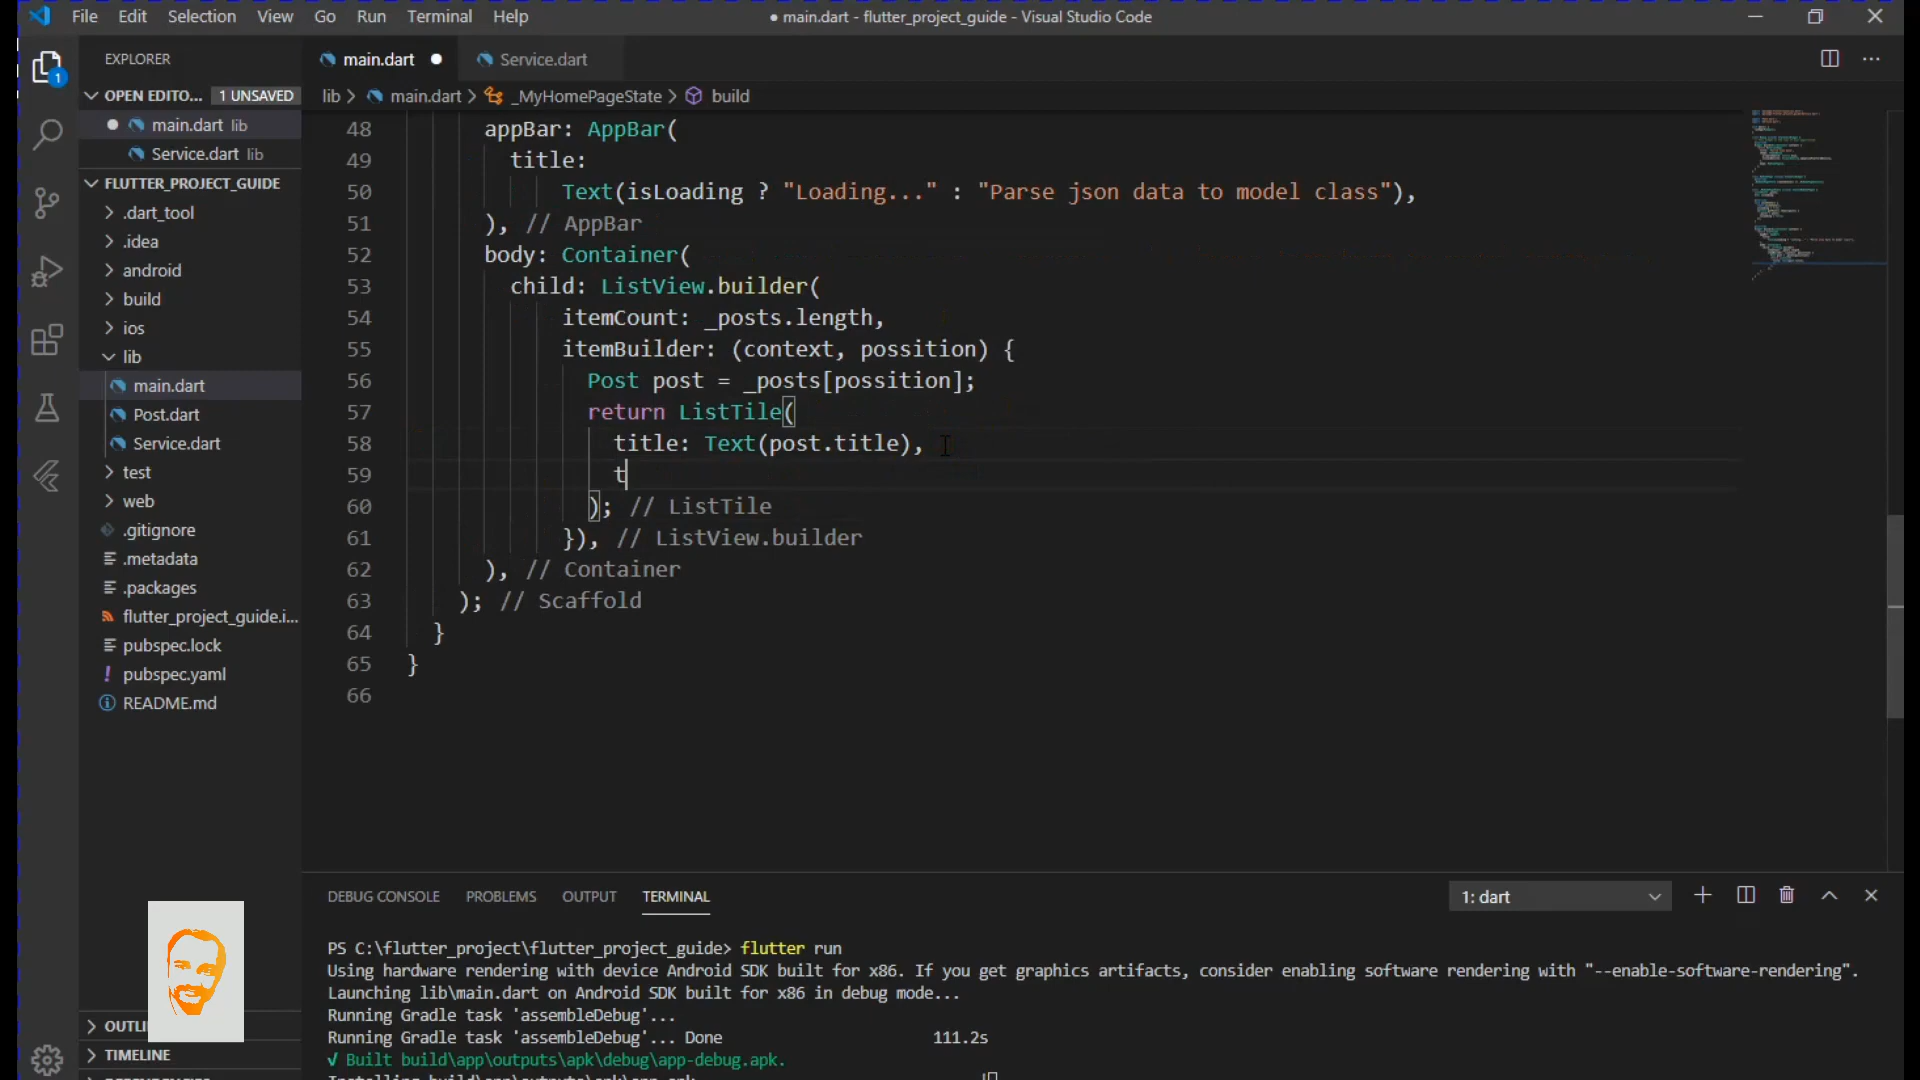 File Edit Selection View Go Run Terminal Help
● main.dart - flutter_project_guide - Visual Studio Code
EXPLORER
OPEN EDITO... 1 UNSAVED
main.dart lib
Service.dart lib
FLUTTER_PROJECT_GUIDE
.dart_tool
.idea
android
build
ios
lib
main.dart
Post.dart
Service.dart
test
web
.gitignore
.metadata
.packages
flutter_project_guide.i...
pubspec.lock
pubspec.yaml
README.md
TIMELINE
main.dart
Service.dart
lib > main.dart > _MyHomePageState > build
48 appBar: AppBar(
49 title:
50 Text(isLoading ? "Loading..." : "Parse json data to model class"),
51 ), // AppBar
52 body: Container(
53 child: ListView.builder(
54 itemCount: _posts.length,
55 itemBuilder: (context, possition) {
56 Post post = _posts[possition];
57 return ListTile(
58 title: Text(post.title),
59 t
60 ); // ListTile
61 }), // ListView.builder
62 ), // Container
63 ); // Scaffold
64 }
65 }
66
DEBUG CONSOLE PROBLEMS OUTPUT TERMINAL
1: dart
PS C:\flutter_project\flutter_project_guide> flutter run
Using hardware rendering with device Android SDK built for x86. If you get graphics artifacts, consider enabling software rendering with "--enable-software-rendering".
Launching lib\main.dart on Android SDK built for x86 in debug mode...
Running Gradle task 'assembleDebug'...
Running Gradle task 'assembleDebug'... Done 111.2s
√ Built build\app\outputs\apk\debug\app-debug.apk.